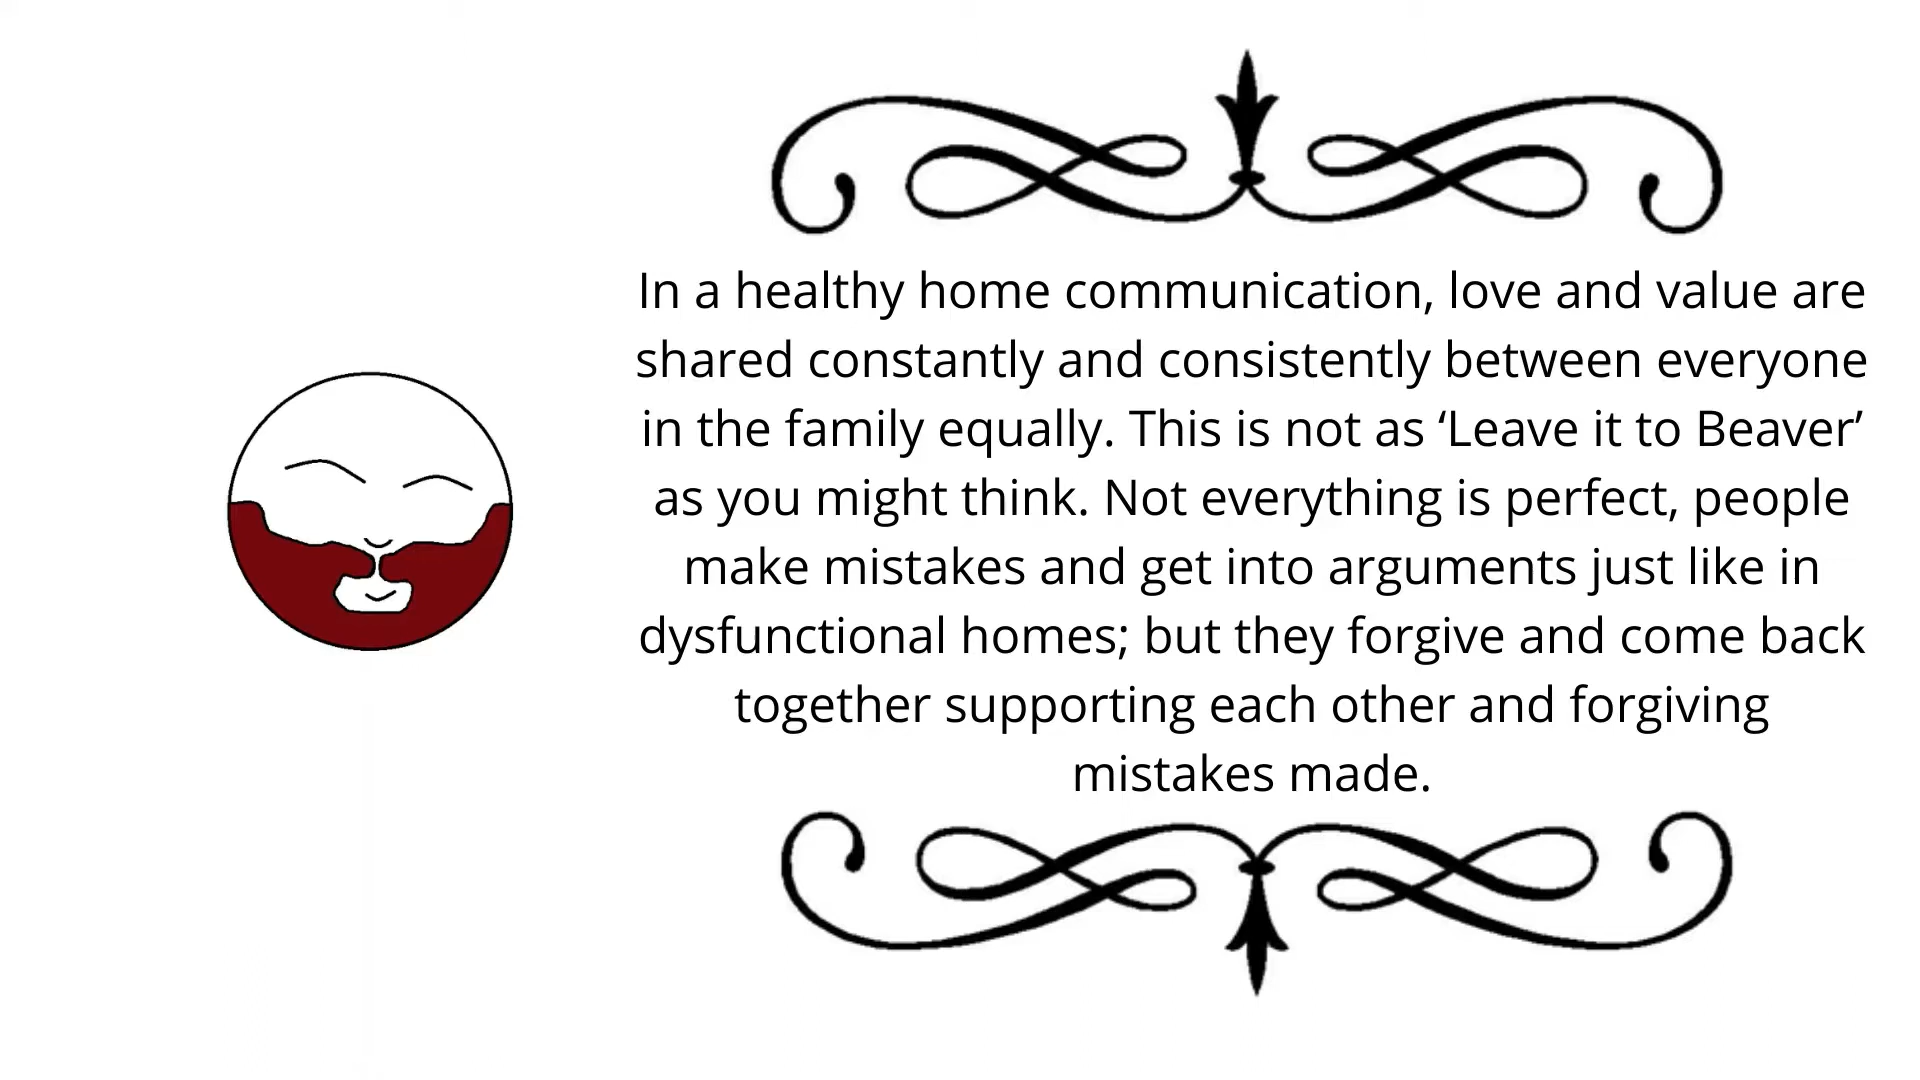 In a healthy home communication, love and value are
shared constantly and consistently between everyone
in the family equally. This is not as ‘Leave it to Beaver’
as you might think. Not everything is perfect, people
make mistakes and get into arguments just like in
dysfunctional homes; but they forgive and come back
together supporting each other and forgiving
mistakes made.